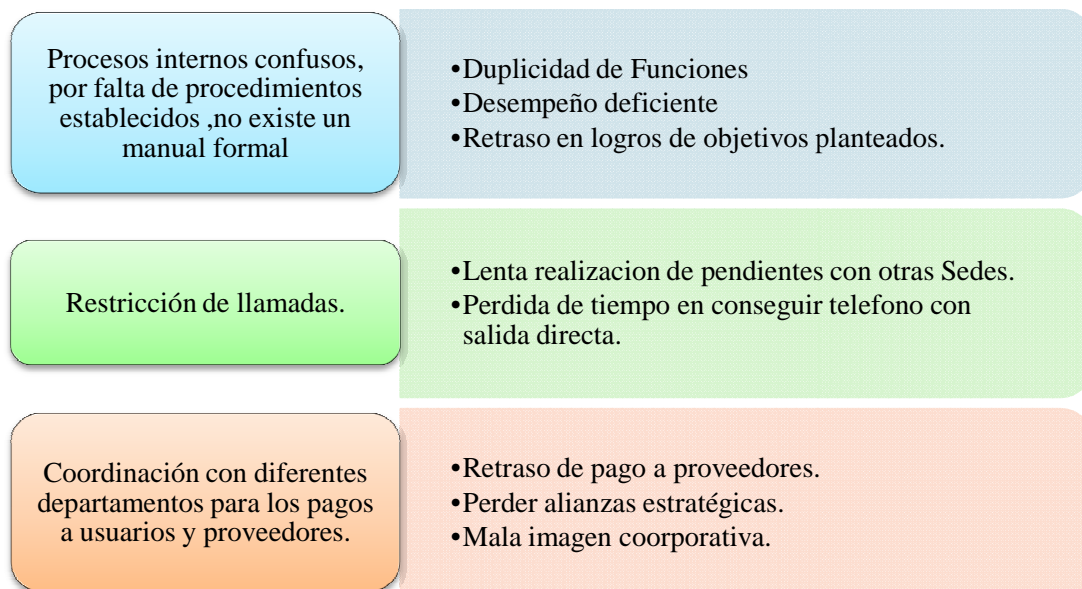 Procesos internos confusos,
por falta de procedimientos
establecidos ,no existe un
manual formal
•Duplicidad de Funciones
•Desempeño deficiente
•Retraso en logros de objetivos planteados.
Restricción de llamadas.
•Lenta realizacion de pendientes con otras Sedes.
•Perdida de tiempo en conseguir telefono con
salida directa.
Coordinación con diferentes
departamentos para los pagos
a usuarios y proveedores.
•Retraso de pago a proveedores.
•Perder alianzas estratégicas.
•Mala imagen coorporativa.